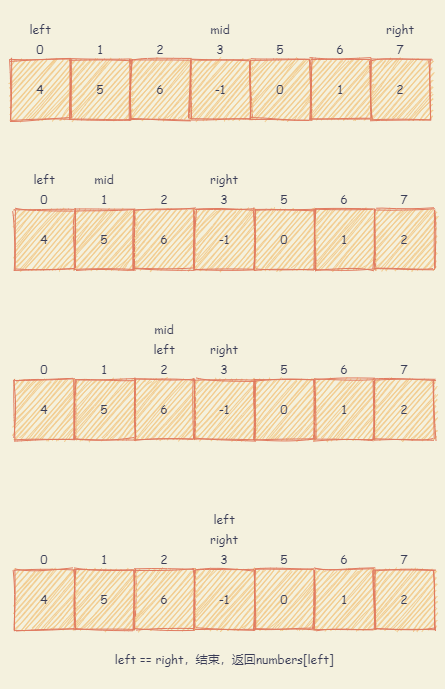 left mid right
0 1 2 3 5 6 7
4 5 6 -1 0 1 2
left mid right
0 1 2 3 5 6 7
4 5 6 -1 0 1 2
mid
left right
0 1 2 3 5 6 7
4 5 6 -1 0 1 2
left
right
0 1 2 3 5 6 7
4 5 6 -1 0 1 2
left == right，结束，返回numbers[left]